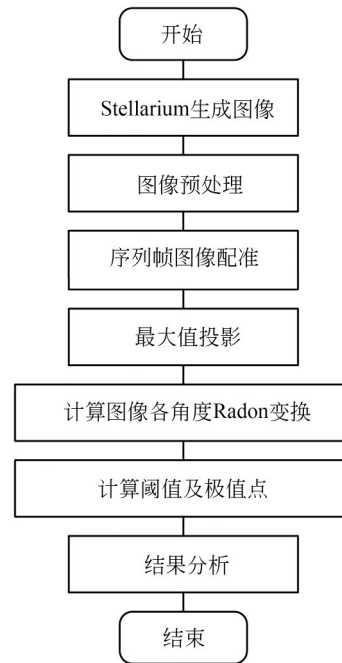 开始
Stellarium生成图像
图像预处理
序列帧图像配准
最大值投影
计算图像各角度Radon变换
计算阈值及极值点
结果分析
结束